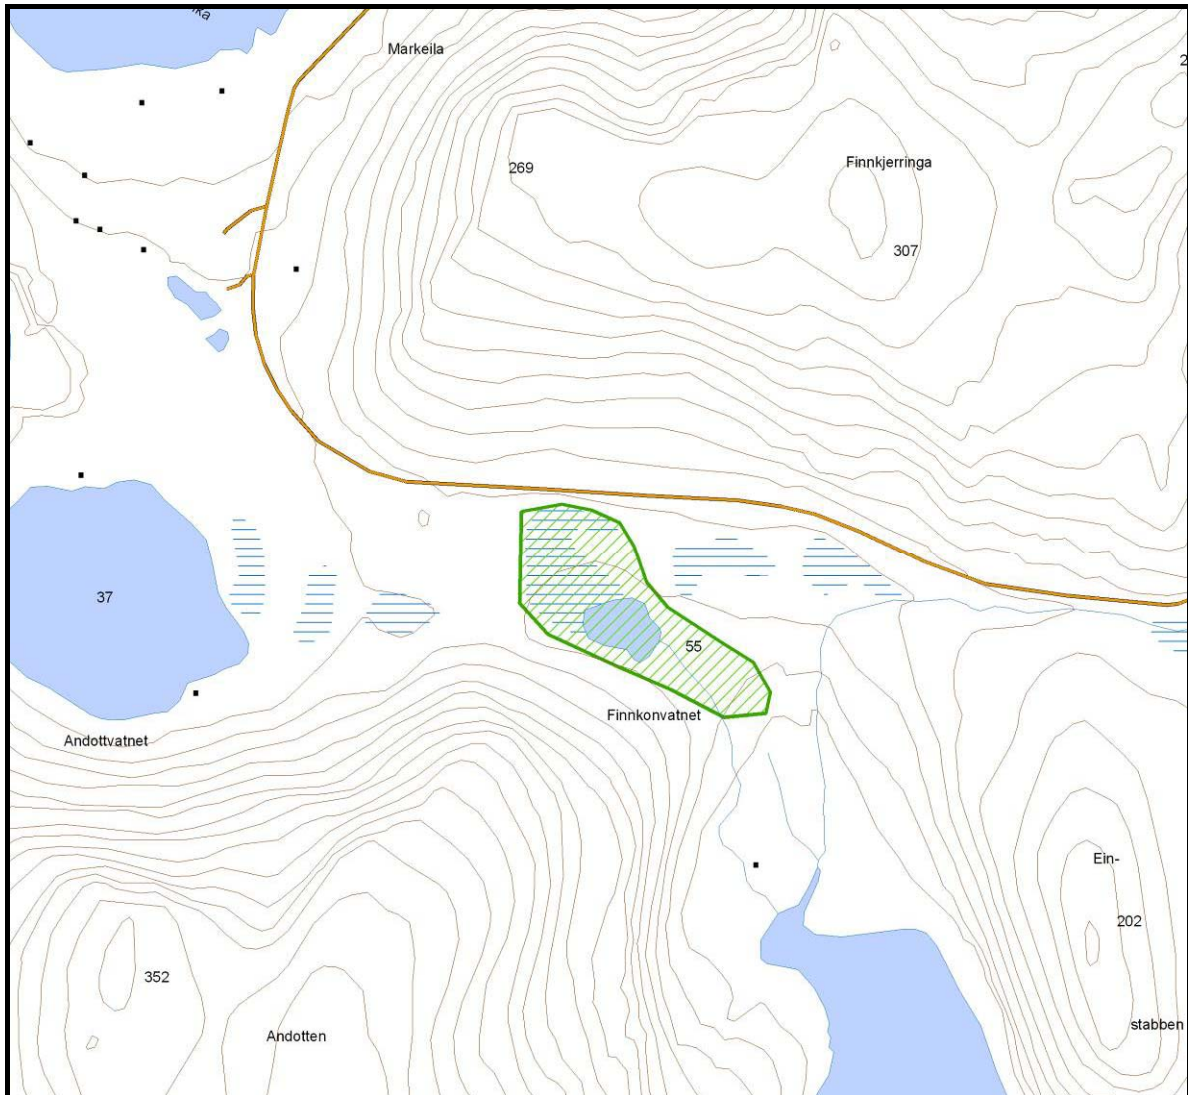 Markeila
269
Finnkjerringa
307
37
55
Finnkonvatnet
Andottvatnet
Ein-
202
352
stabben
Andotten